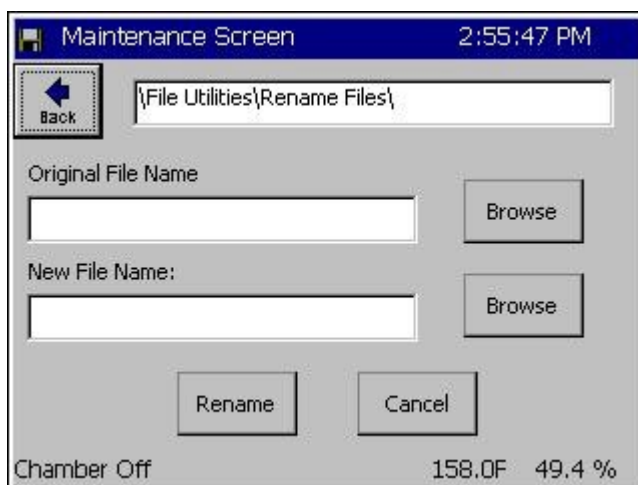 Maintenance Screen 2:55:47 PM
Back
\File Utilities\Rename Files\
Original File Name
Browse
New File Name:
Browse
Rename Cancel
Chamber Off 158.0F 49.4 %